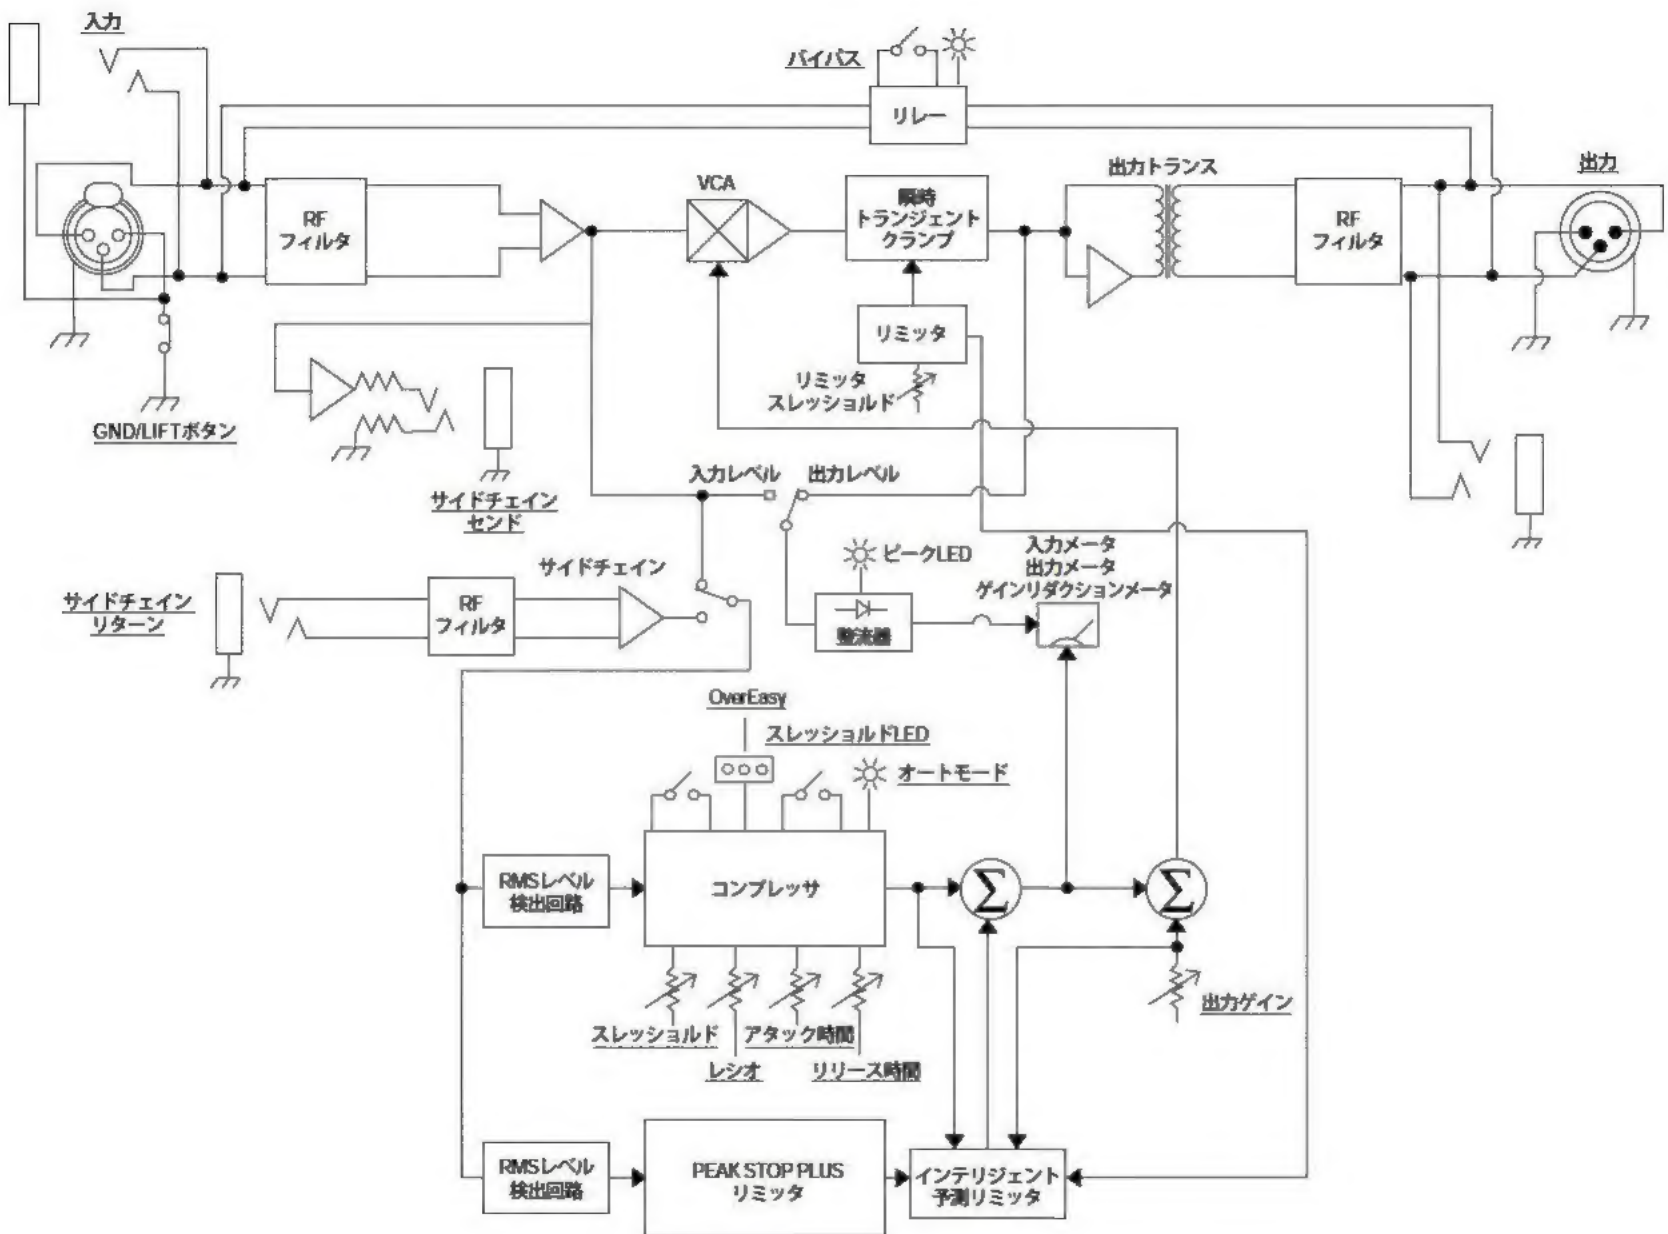 入力
バイパス
リレー
RF
フィルタ
VCA
瞬時
トランジェント
クランプ
出力トランス
RF
フィルタ
出力
リミッタ
リミッタ
スレッショルド
GND/LIFTボタン
サイドチェイン
センド
入力レベル
出力レベル
ピークLED
入力メータ
出力メータ
ゲインリダクションメータ
サイドチェイン
サイドチェイン
リターン
RF
フィルタ
整流器
OverEasy
スレッショルドLED
オートモード
RMSレベル
検出回路
コンプレッサ
Σ
Σ
出力ゲイン
スレッショルド
アタック時間
レシオ
リリース時間
RMSレベル
検出回路
PEAK STOP PLUS
リミッタ
インテリジェント
予測リミッタ